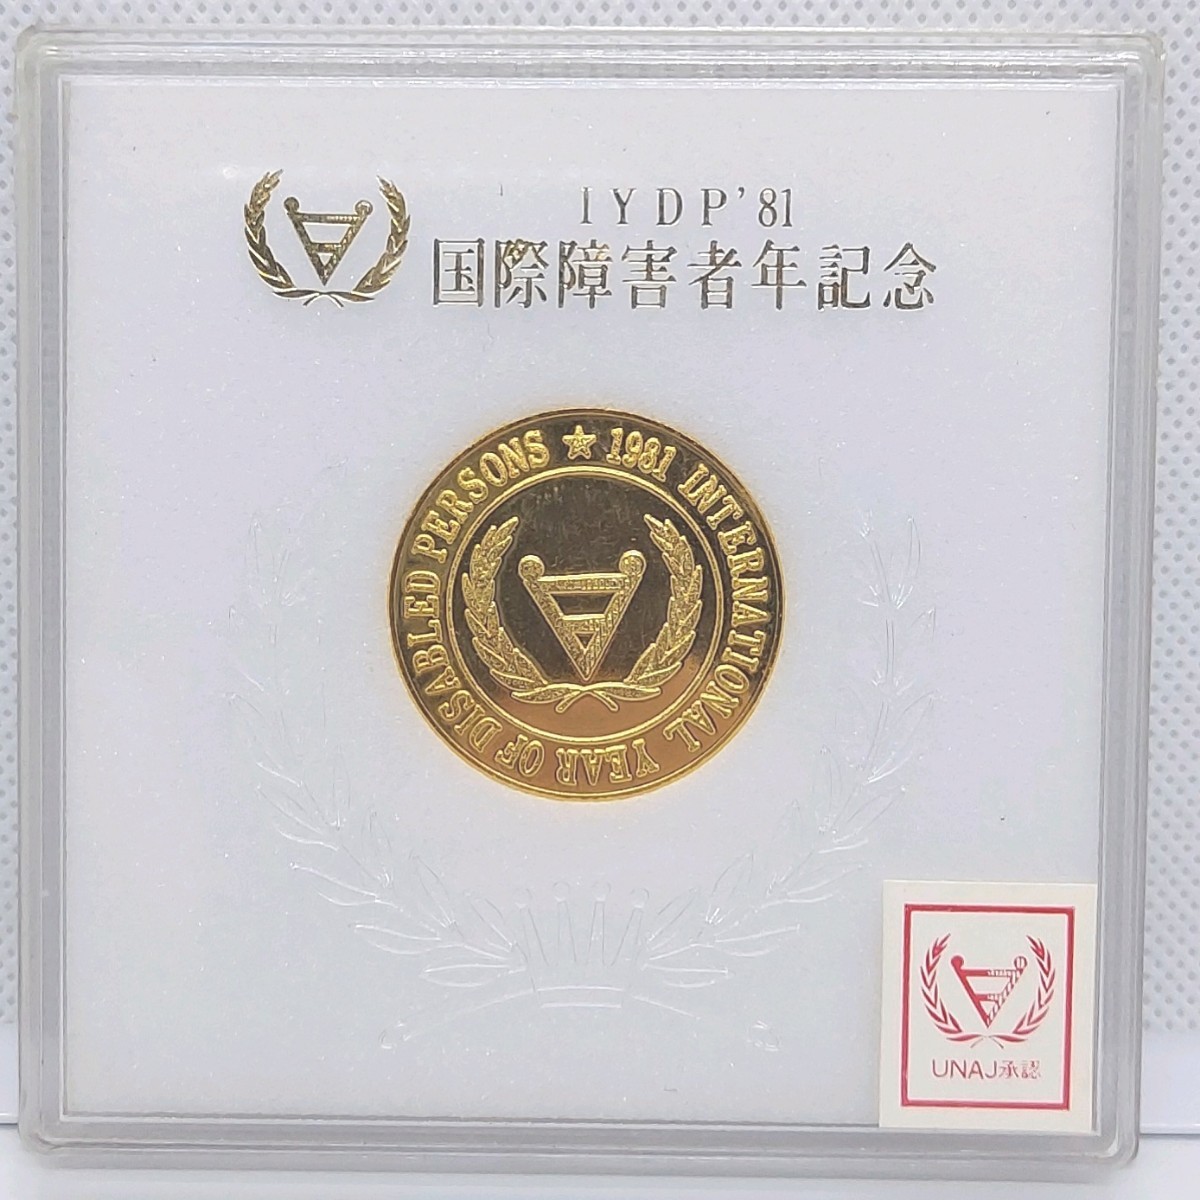 IYDP'81
国際障害者年記念
★ 1981 INTERNATIONAL YEAR OF DISABLED PERSONS
UNAJ承認